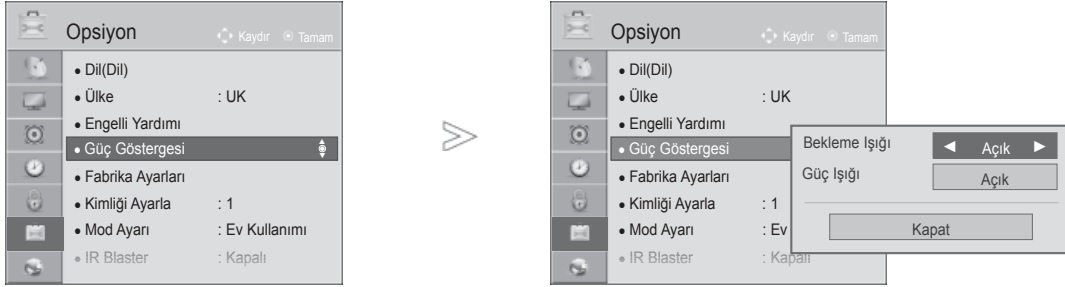 Opsiyon Kaydır Tamam
• Dil(Dil)
• Ülke : UK
• Engelli Yardımı
• Güç Göstergesi
• Fabrika Ayarları
• Kimliği Ayarla : 1
• Mod Ayarı : Ev Kullanımı
• IR Blaster : Kapalı
Opsiyon Kaydır Tamam
• Dil(Dil)
• Ülke : UK
• Engelli Yardımı
• Güç Göstergesi
• Fabrika Ayarları
• Kimliği Ayarla : 1
• Mod Ayarı : Ev
• IR Blaster : Kapalı
Bekleme Işığı ◀ Açık ▶
Güç Işığı Açık
Kapat